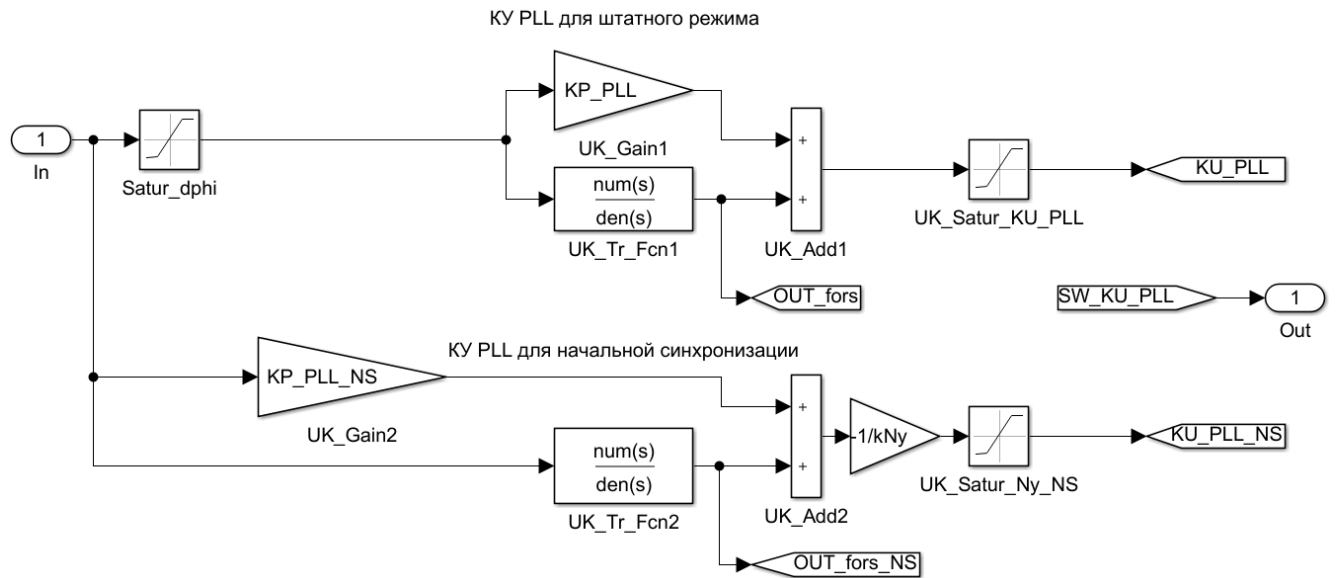 КУ PLL для штатного режима
KP_PLL
1
In
Satur_dphi
UK_Gain1
+
+
num(s)
den(s)
UK_Tr_Fcn1
UK_Add1
UK_Satur_KU_PLL
KU_PLL
OUT_fors
SW_KU_PLL
1
Out
КУ PLL для начальной синхронизации
KP_PLL_NS
UK_Gain2
+
+
num(s)
den(s)
UK_Tr_Fcn2
UK_Add2
-1/kNy
UK_Satur_Ny_NS
KU_PLL_NS
OUT_fors_NS